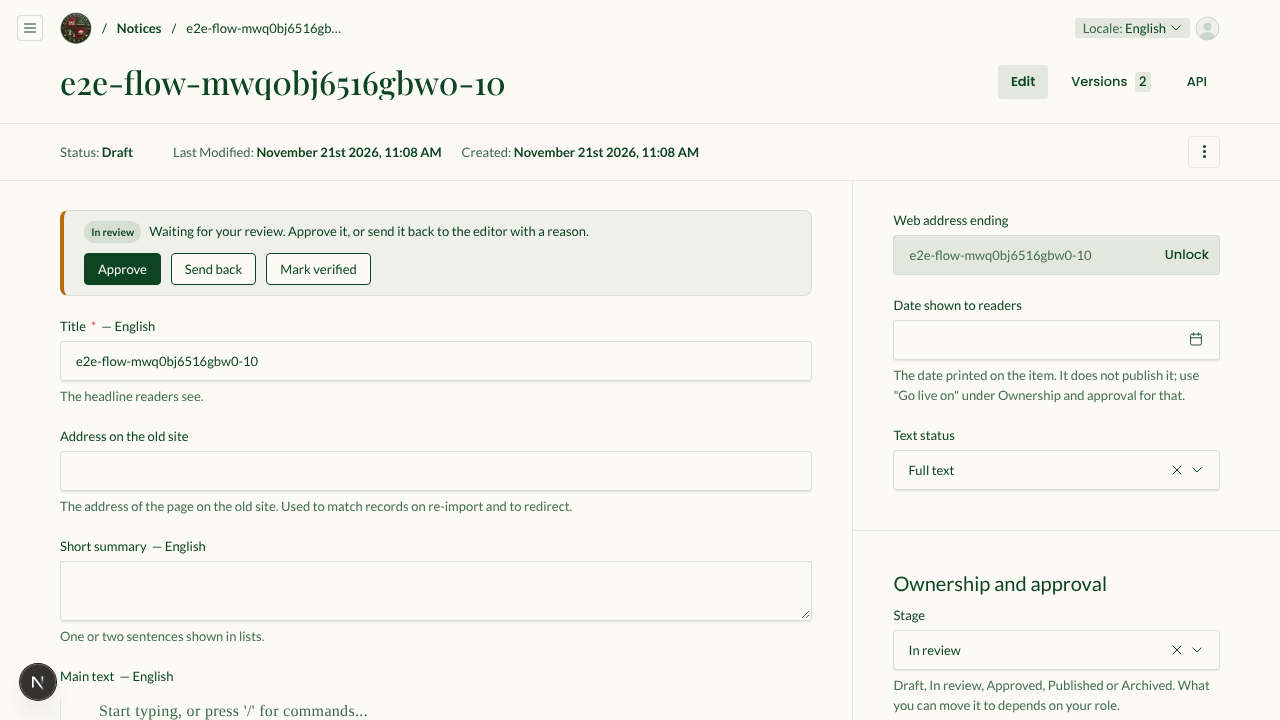 / Notices / e2e-flow-mwq0bj6516gb...
Locale: English
e2e-flow-mwq0bj6516gbw0-10
Edit
Versions 2
API
Status: Draft
Last Modified: November 21st 2026, 11:08 AM
Created: November 21st 2026, 11:08 AM
In review Waiting for your review. Approve it, or send it back to the editor with a reason.
Approve
Send back
Mark verified
Title * — English
e2e-flow-mwq0bj6516gbw0-10
The headline readers see.
Address on the old site
The address of the page on the old site. Used to match records on re-import and to redirect.
Short summary — English
One or two sentences shown in lists.
Main text — English
Start typing, or press '/' for commands...
N
Web address ending
e2e-flow-mwq0bj6516gbw0-10
Unlock
Date shown to readers
The date printed on the item. It does not publish it; use
"Go live on" under Ownership and approval for that.
Text status
Full text
Ownership and approval
Stage
In review
Draft, In review, Approved, Published or Archived. What
you can move it to depends on your role.